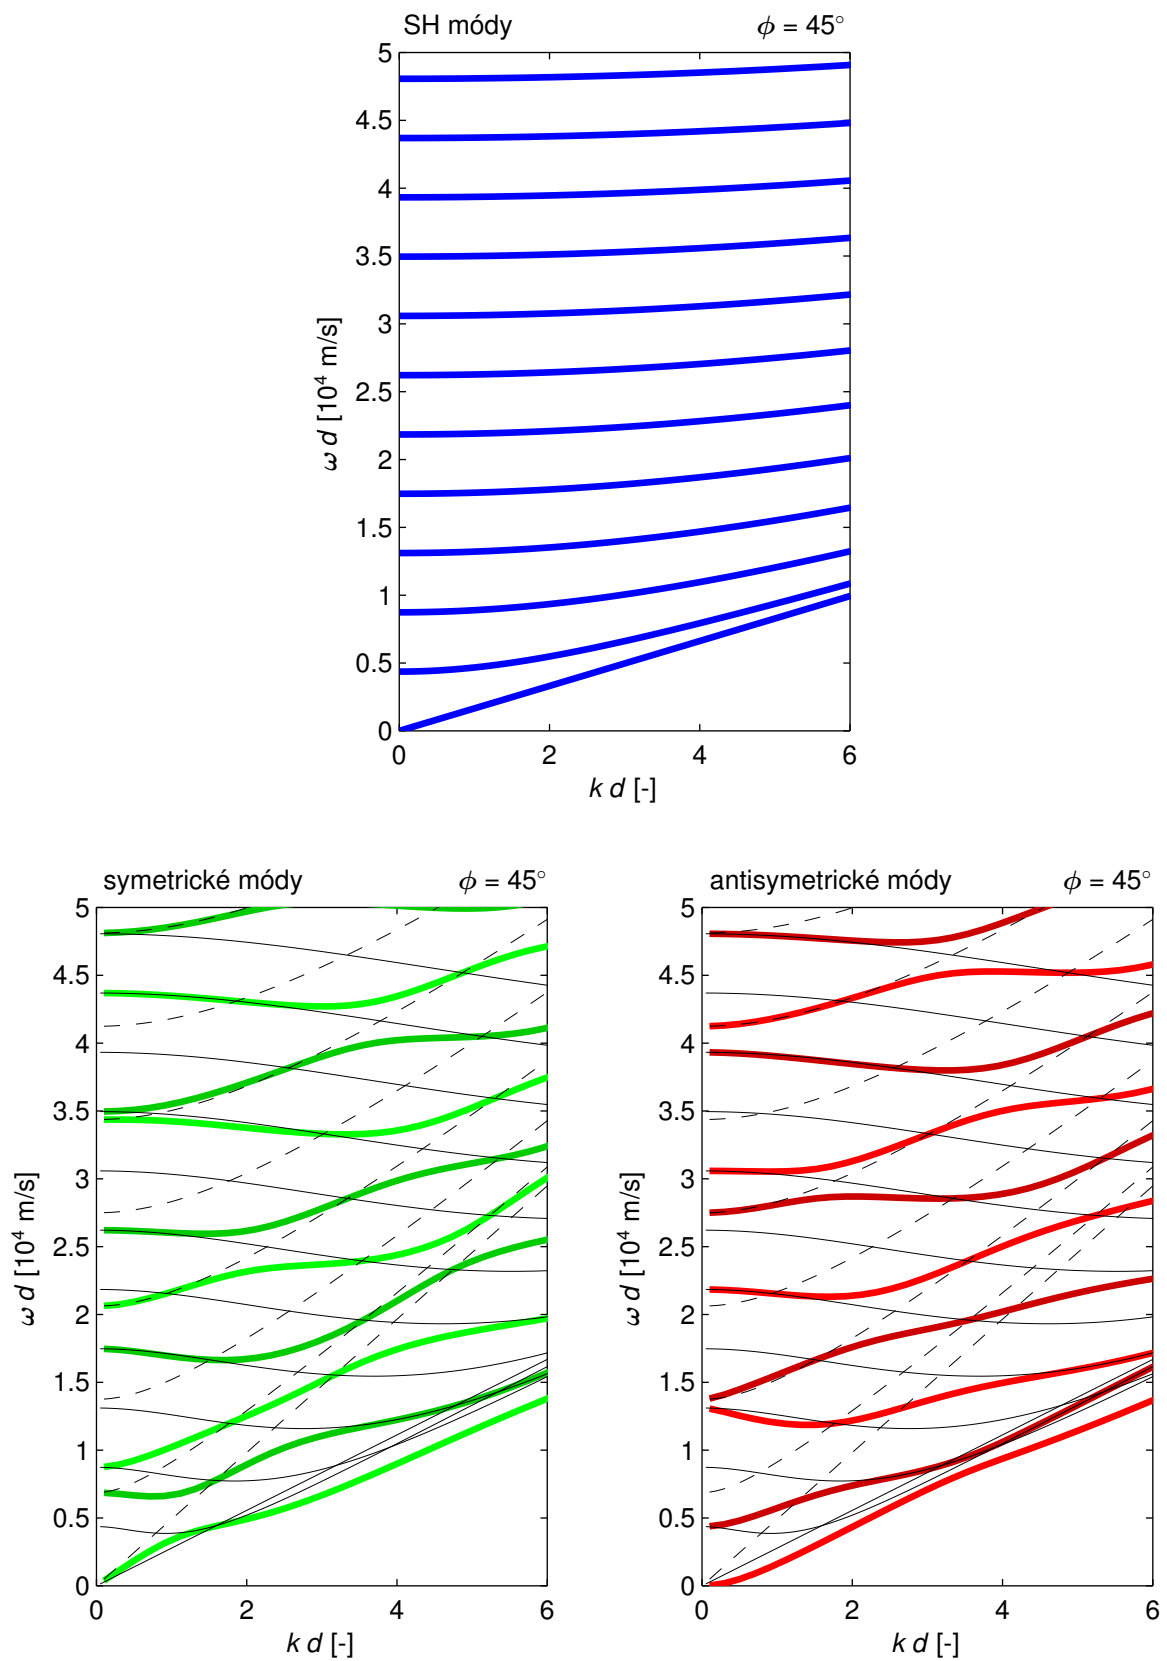 SH módy
ϕ = 45°
5
4.5
4
3.5
3
2.5
2
1.5
1
0.5
0
ω d [10⁴ m/s]
0 2 4 6
k d [-]
symetrické módy
ϕ = 45°
5
4.5
4
3.5
3
2.5
2
1.5
1
0.5
0
ω d [10⁴ m/s]
0 2 4 6
k d [-]
antisymetrické módy
ϕ = 45°
5
4.5
4
3.5
3
2.5
2
1.5
1
0.5
0
ω d [10⁴ m/s]
0 2 4 6
k d [-]